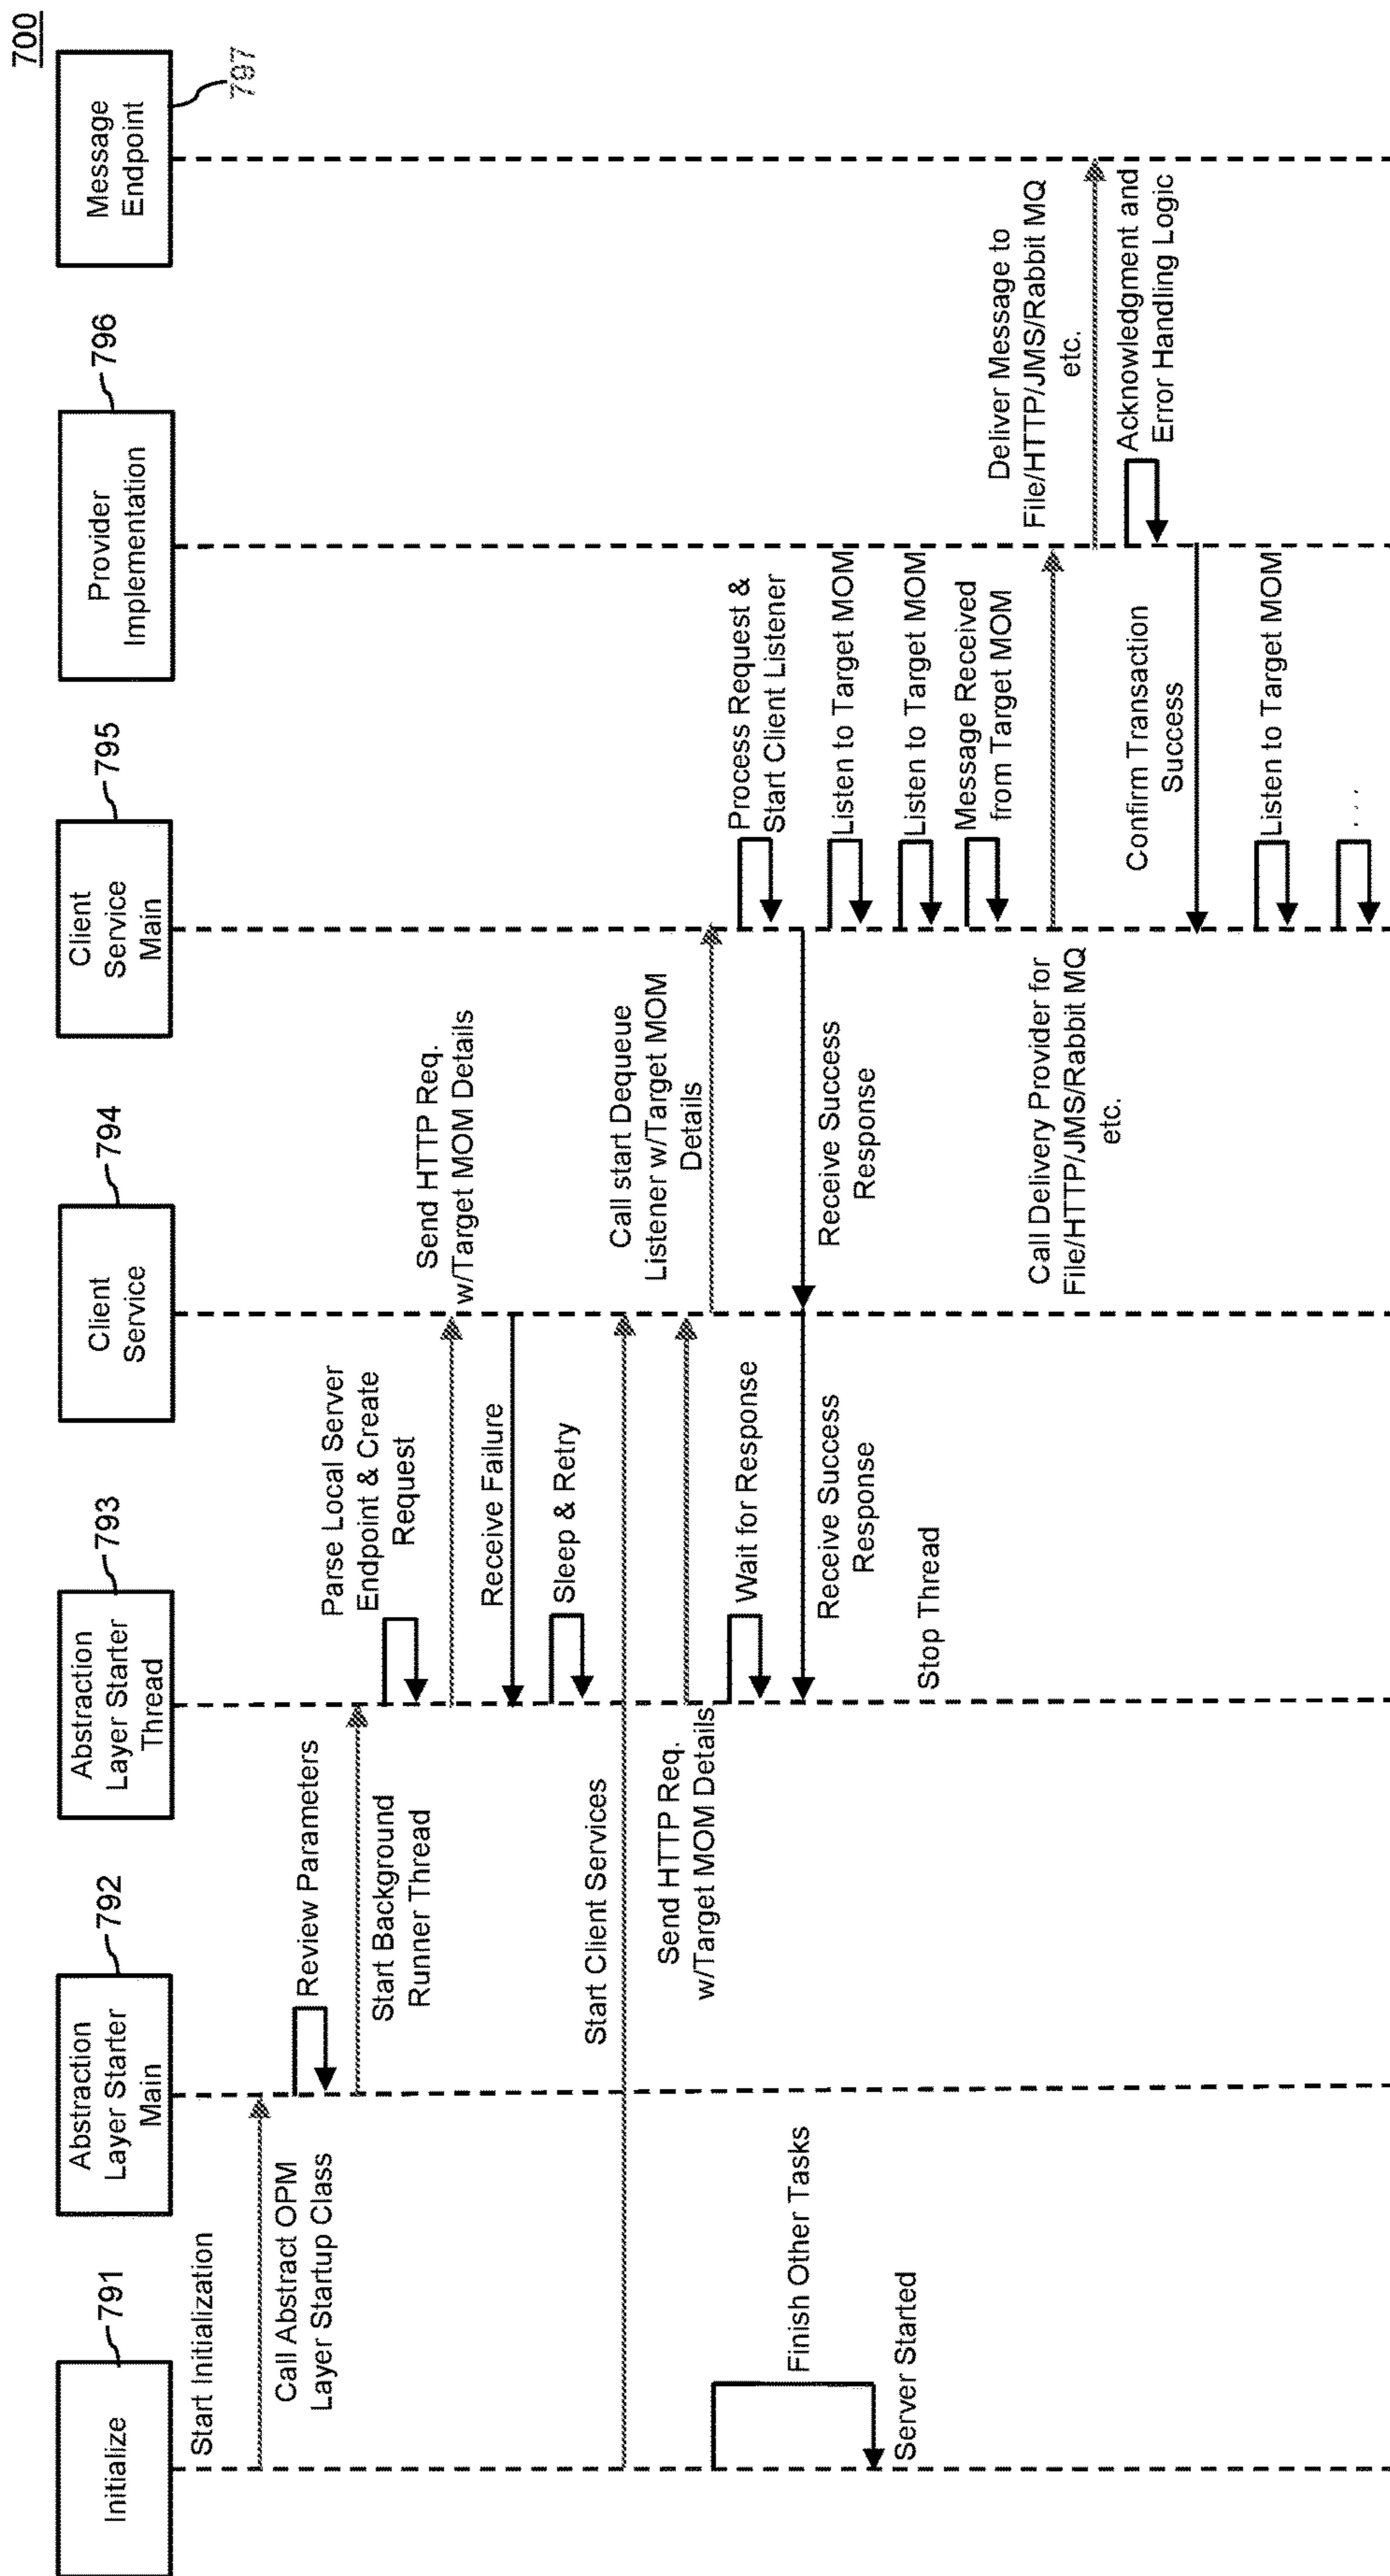 700
Initialize
791
Abstraction
Layer Starter
Main
792
Abstraction
Layer Starter
Thread
793
Client
Service
794
Client
Service
Main
795
Provider
Implementation
796
Message
Endpoint
797
Start Initialization
Call Abstract OPM
Layer Startup Class
Review Parameters
Start Background
Runner Thread
Parse Local Server
Endpoint & Create
Request
Send HTTP Req.
w/Target MOM Details
Receive Failure
Sleep & Retry
Start Client Services
Send HTTP Req.
w/Target MOM Details
Call start Dequeue
Listener w/Target MOM
Details
Finish Other Tasks
Server Started
Wait for Response
Process Request &
Start Client Listener
Receive Success
Response
Receive Success
Response
Stop Thread
Listen to Target MOM
Listen to Target MOM
Message Received
from Target MOM
Call Delivery Provider for
File/HTTP/JMS/Rabbit MQ
etc.
Deliver Message to
File/HTTP/JMS/Rabbit MQ
etc.
Acknowledgment and
Error Handling Logic
Confirm Transaction
Success
Listen to Target MOM
...